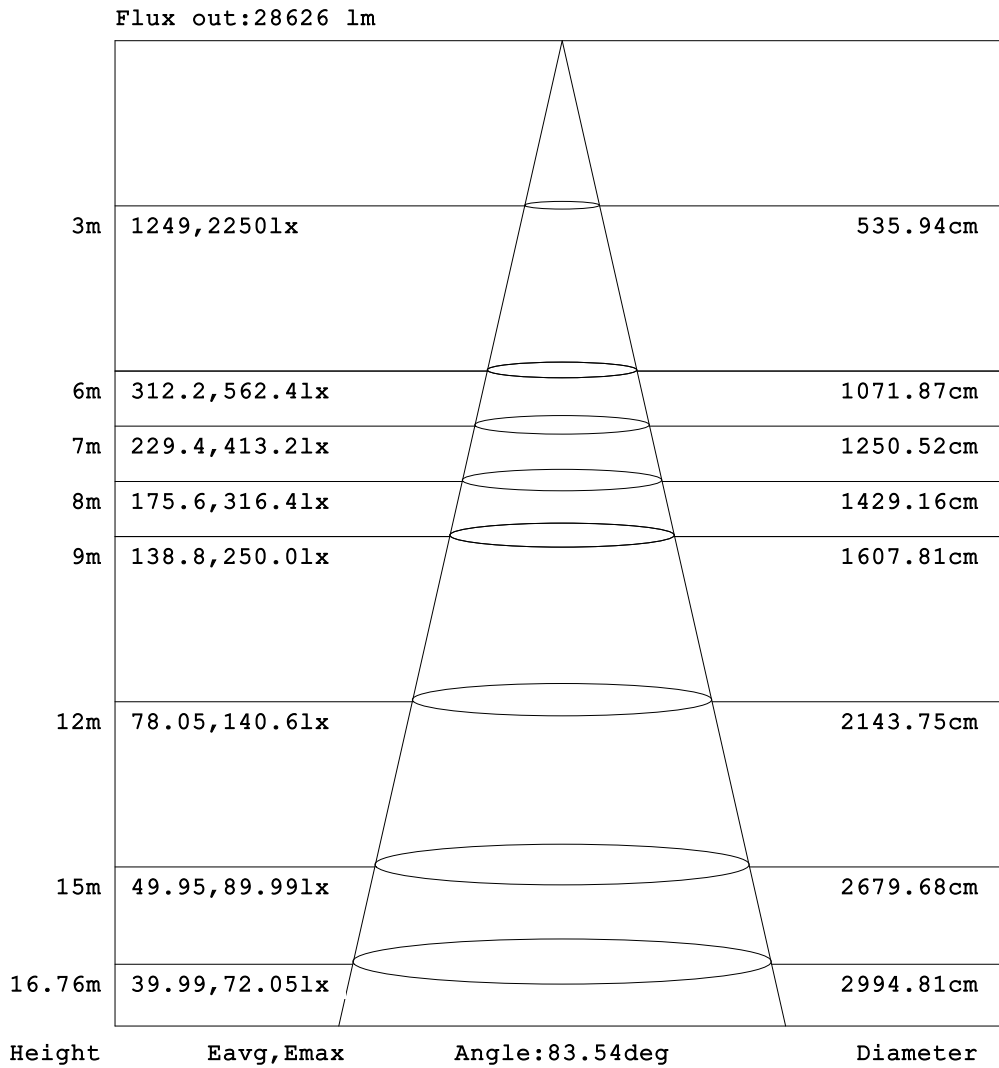 Flux out:28626 lm
3m 1249,2250lx 535.94cm
6m 312.2,562.4lx 1071.87cm
7m 229.4,413.2lx 1250.52cm
8m 175.6,316.4lx 1429.16cm
9m 138.8,250.0lx 1607.81cm
12m 78.05,140.6lx 2143.75cm
15m 49.95,89.99lx 2679.68cm
16.76m 39.99,72.05lx 2994.81cm
Height Eavg,Emax Angle:83.54deg Diameter